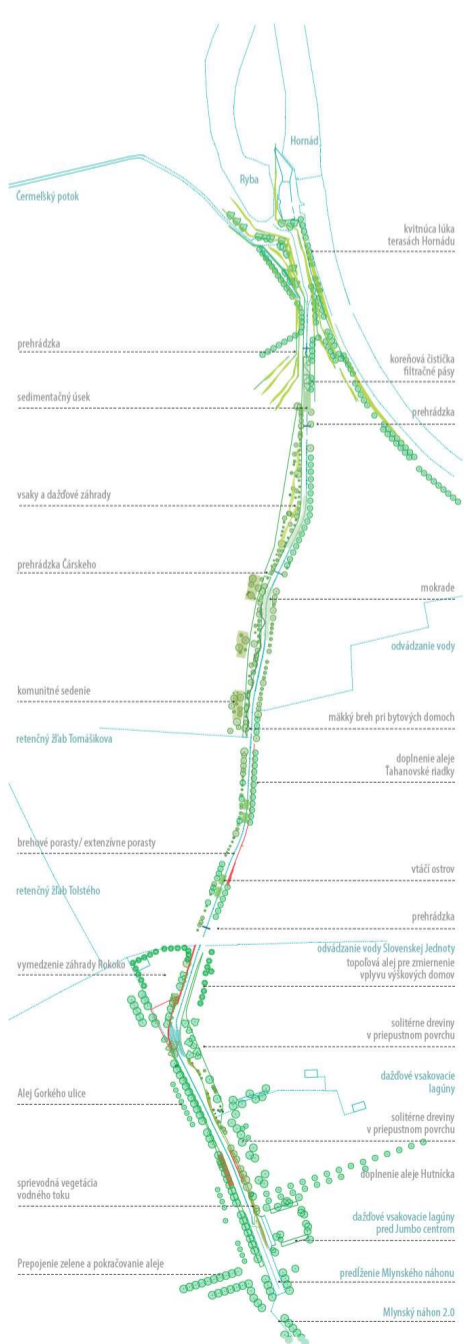 Hornád
Ryba
Čermeľský potok
kvitnúca lúka
terasách Hornádu
prehrádzka
koreňová čistička
filtračné pásy
sedimentačný úsek
prehrádzka
vsaky a dažďové záhrady
prehrádzka Čárskeho
mokrade
odvádzanie vody
komunitné sedenie
mäkký breh pri bytových domoch
retenčný žľab Tomášikova
doplnenie aleje
Ťahanovské riadky
brehové porasty/ extenzívne porasty
vtáčí ostrov
retenčný žľab Tolstého
prehrádzka
odvádzanie vody Slovenskej Jednoty
vymedzenie záhrady Rokoko
topoľová alej pre zmiernenie
vplyvu výškových domov
solitérne dreviny
v priepustnom povrchu
dažďové vsakovacie
lagúny
Alej Gorkého ulice
solitérne dreviny
v priepustnom povrchu
doplnenie aleje Hutnícka
sprievodná vegetácia
vodného toku
dažďové vsakovacie lagúny
pred Jumbo centrom
Prepojenie zelene a pokračovanie aleje
predĺženie Mlynského náhonu
Mlynský náhon 2.0